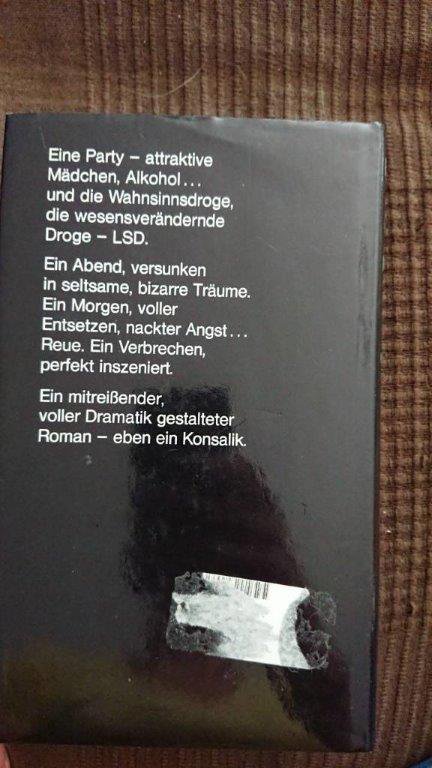 Eine Party – attraktive
Mädchen, Alkohol...
und die Wahnsinnsdroge,
die wesensverändernde
Droge – LSD.
Ein Abend, versunken
in seltsame, bizarre Träume.
Ein Morgen, voller
Entsetzen, nackter Angst...
Reue. Ein Verbrechen,
perfekt inszeniert.
Ein mitreißender,
voller Dramatik gestalteter
Roman – eben ein Konsalik.